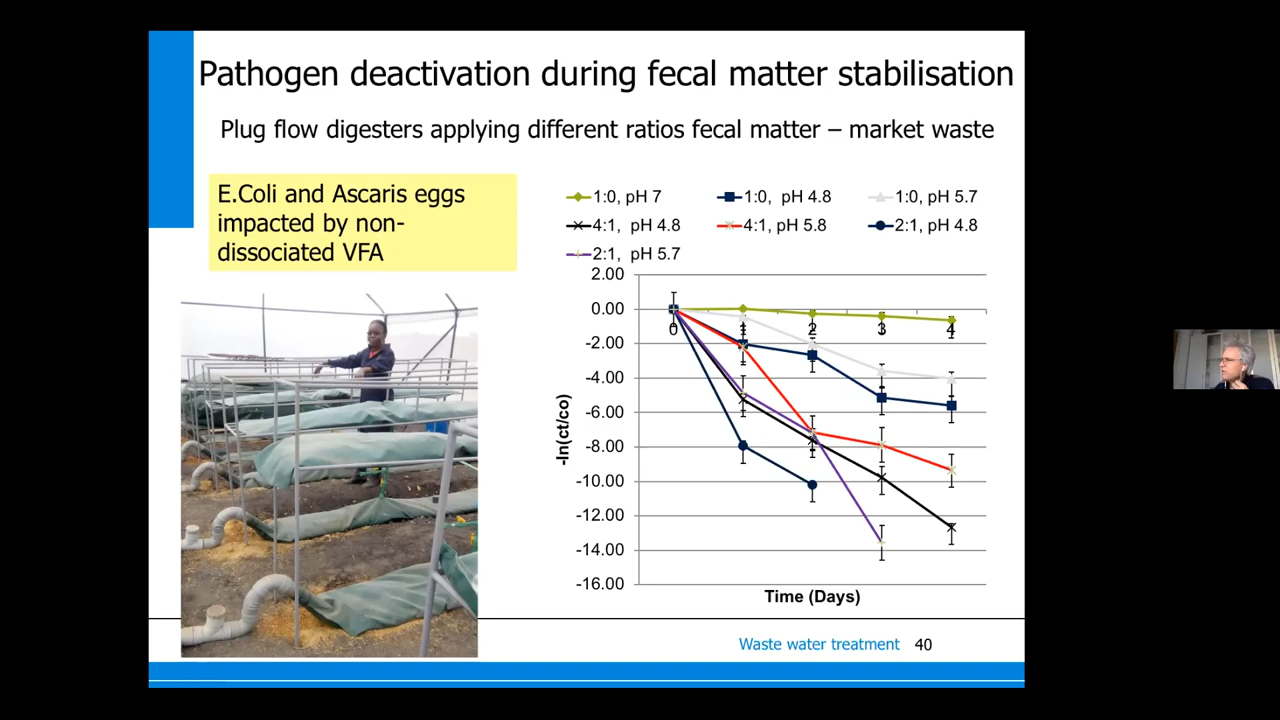 Pathogen deactivation during fecal matter stabilisation
Plug flow digesters applying different ratios fecal matter – market waste
E.Coli and Ascaris eggs
impacted by non-
dissociated VFA
1:0, pH 7 1:0, pH 4.8 1:0, pH 5.7
4:1, pH 4.8 4:1, pH 5.8 2:1, pH 4.8
2:1, pH 5.7
2.00
0.00
0 1 2 3 4
-2.00
-4.00
-6.00
-8.00
-10.00
-12.00
-14.00
-16.00
-ln(ct/co)
Time (Days)
Waste water treatment 40